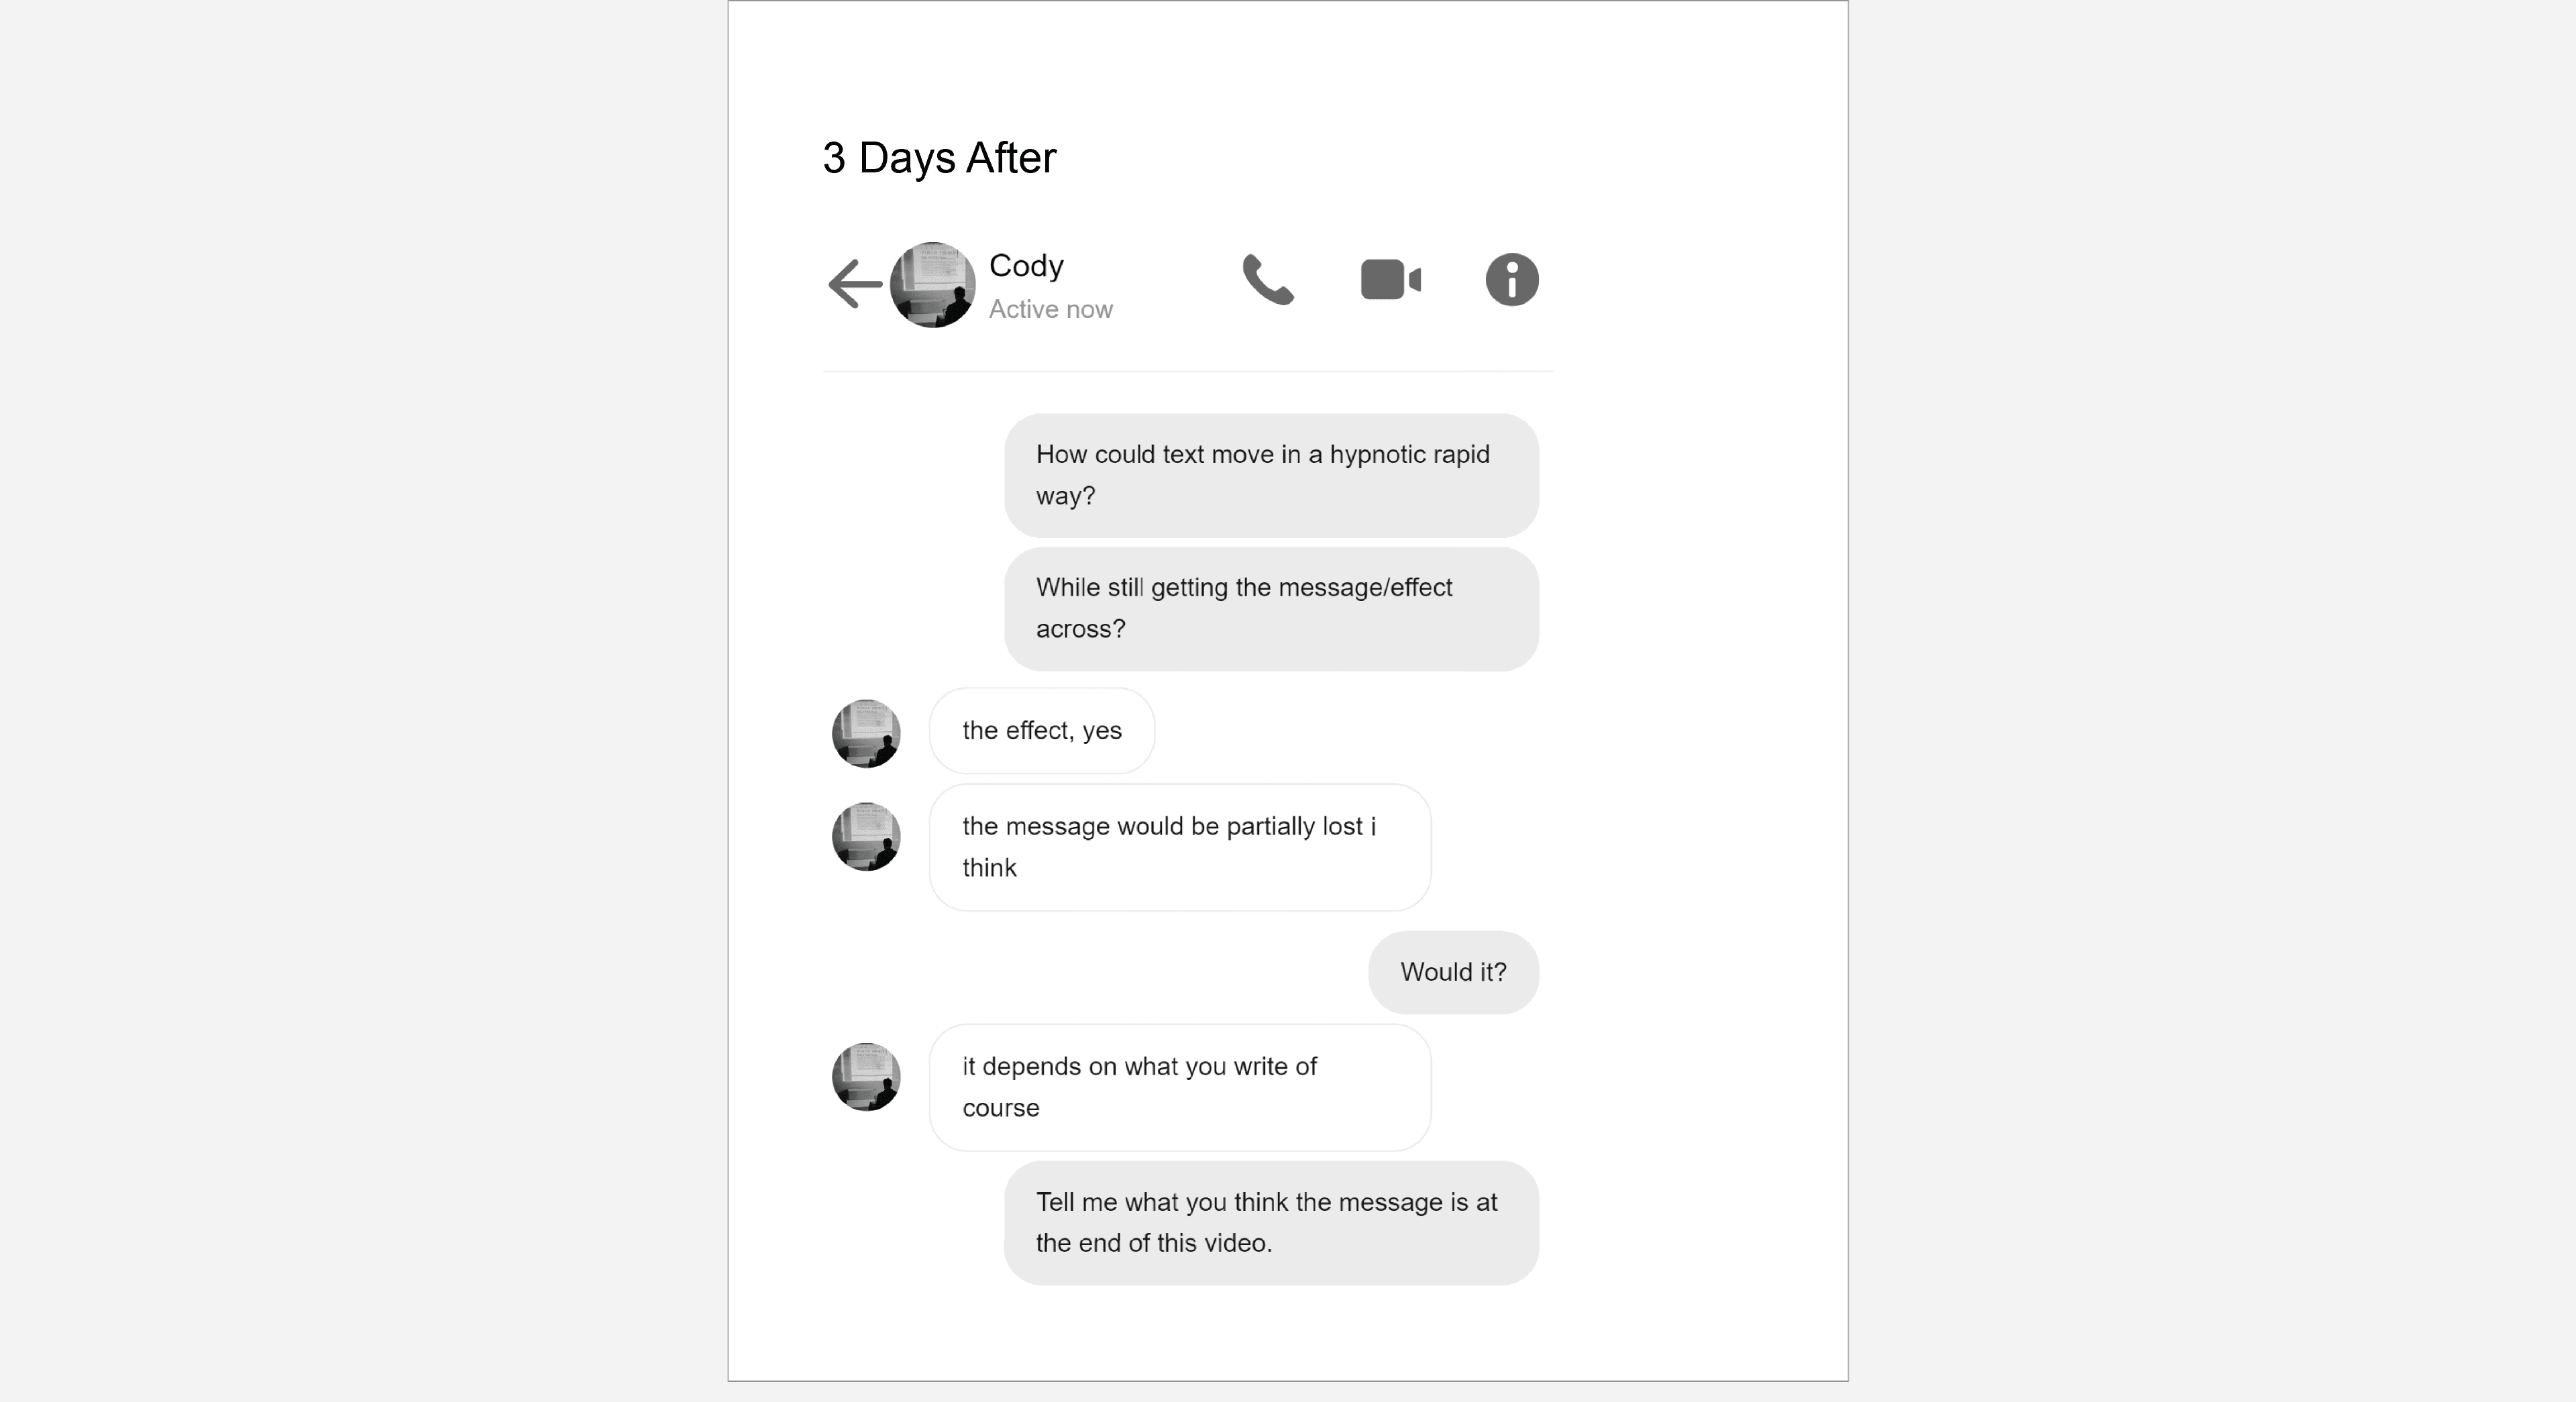 3 Days After
Cody
Active now
How could text move in a hypnotic rapid
way?
While still getting the message/effect
across?
the effect, yes
the message would be partially lost i
think
Would it?
it depends on what you write of
course
Tell me what you think the message is at
the end of this video.